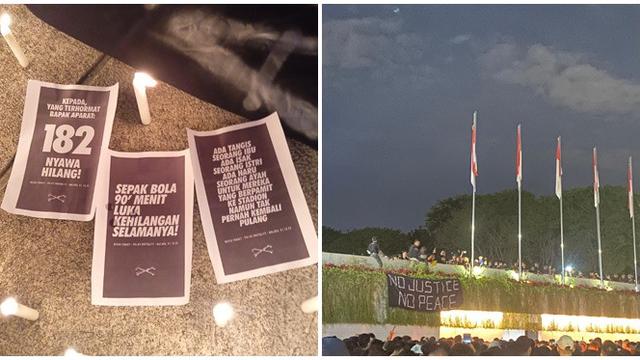 KEPADA,
YANG TERHORMAT
BAPAK APARAT:
182
NYAWA
HILANG!
SEPAK BOLA
90' MENIT
LUKA
KEHILANGAN
SELAMANYA!
ADA TANGIS
SEORANG IBU
ADA ISAK
SEORANG ISTRI
ADA HARU
SEORANG AYAH
UNTUK MEREKA
YANG BERPAMIT
KE STADION
NAMUN TAK
PERNAH KEMBALI
PULANG
NO JUSTICE
NO PEACE